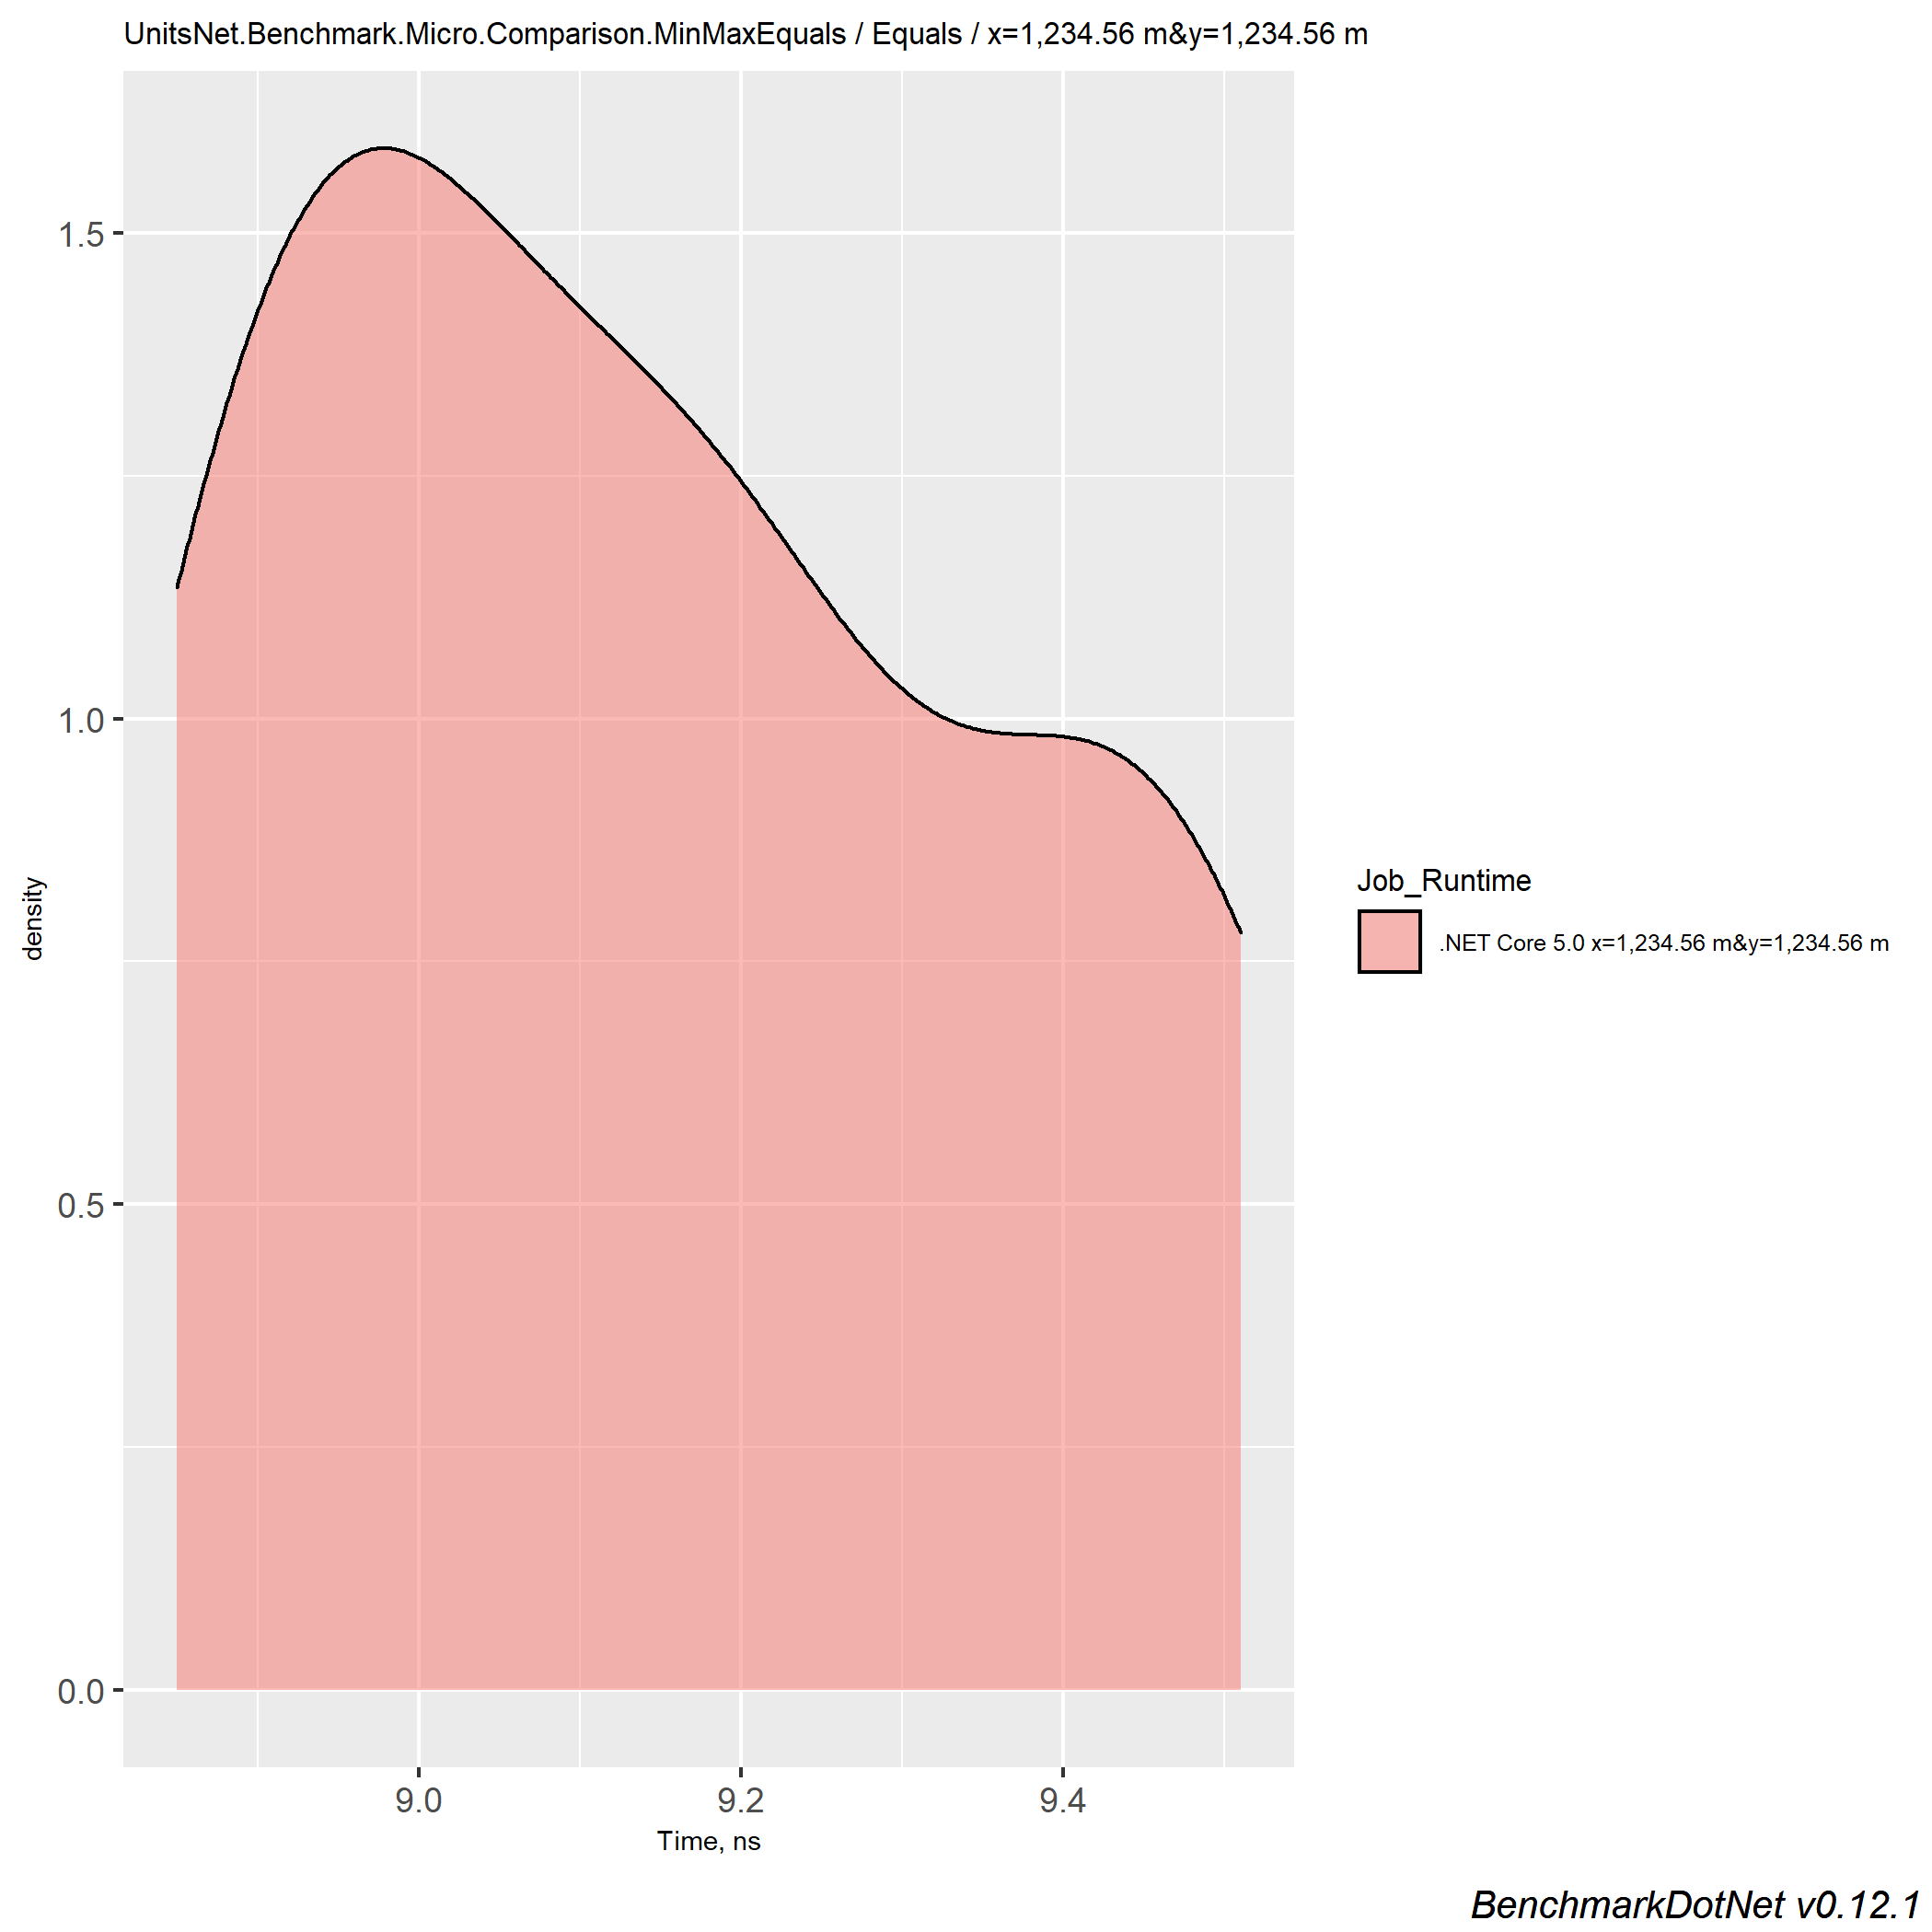 UnitsNet.Benchmark.Micro.Comparison.MinMaxEquals / Equals / x=1,234.56 m&y=1,234.56 m
1.5
1.0
0.5
0.0
density
9.0 9.2 9.4
Time, ns
Job_Runtime
.NET Core 5.0 x=1,234.56 m&y=1,234.56 m
BenchmarkDotNet v0.12.1